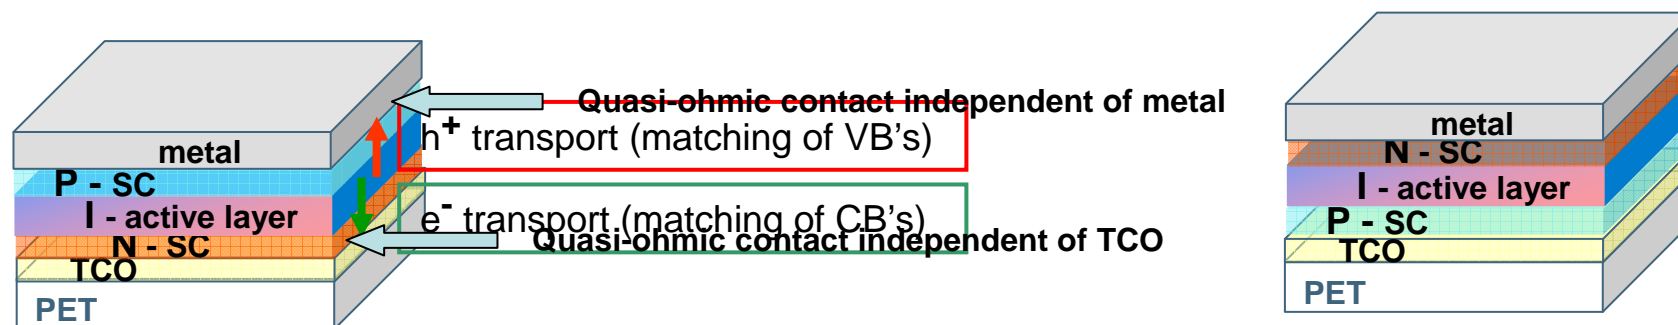 metal
P - SC
I - active layer
N - SC
TCO
PET
Quasi-ohmic contact independent of metal
h+ transport (matching of VB’s)
e- transport (matching of CB’s)
Quasi-ohmic contact independent of TCO
metal
N - SC
I - active layer
P - SC
TCO
PET